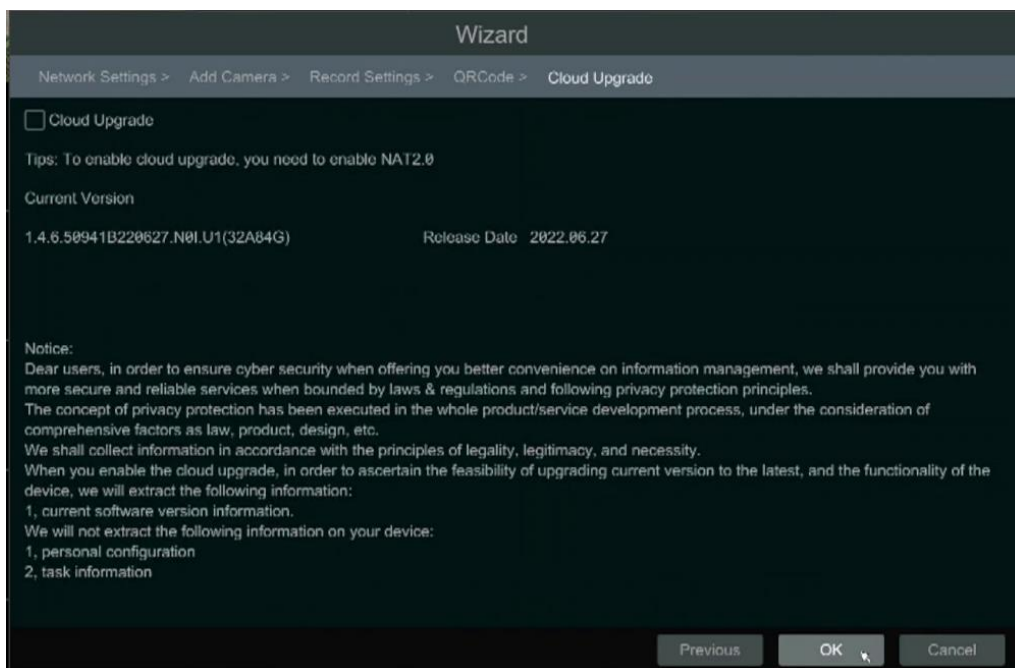 Wizard
Network Settings > Add Camera > Record Settings > QRCode > Cloud Upgrade
Cloud Upgrade
Tips: To enable cloud upgrade, you need to enable NAT2.0
Current Version
1.4.6.50941B220627.N0I.U1(32A84G) Release Date 2022.06.27
Notice:
Dear users, in order to ensure cyber security when offering you better convenience on information management, we shall provide you with
more secure and reliable services when bounded by laws & regulations and following privacy protection principles.
The concept of privacy protection has been executed in the whole product/service development process, under the consideration of
comprehensive factors as law, product, design, etc.
We shall collect information in accordance with the principles of legality, legitimacy, and necessity.
When you enable the cloud upgrade, in order to ascertain the feasibility of upgrading current version to the latest, and the functionality of the
device, we will extract the following information:
1, current software version information.
We will not extract the following information on your device:
1, personal configuration
2, task information
Previous OK Cancel